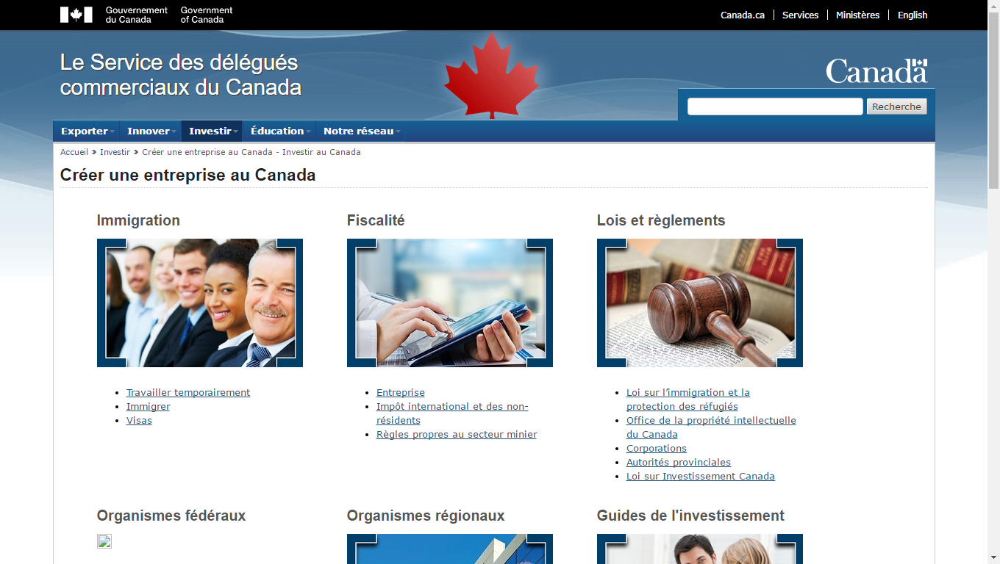 Gouvernement
du Canada
Government
of Canada
Canada.ca
Services
Ministères
English
Le Service des délégués
commerciaux du Canada
Canada
Recherche
Exporter
Innover
Investir
Éducation
Notre réseau
Accueil » Investir » Créer une entreprise au Canada - Investir au Canada
Créer une entreprise au Canada
Immigration
Travailler temporairement
Immigrer
Visas
Fiscalité
Entreprise
Impôt international et des non-
résidents
Règles propres au secteur minier
Lois et règlements
Loi sur l’immigration et la
protection des réfugiés
Office de la propriété intellectuelle
du Canada
Corporations
Autorités provinciales
Loi sur Investissement Canada
Organismes fédéraux
Organismes régionaux
Guides de l'investissement